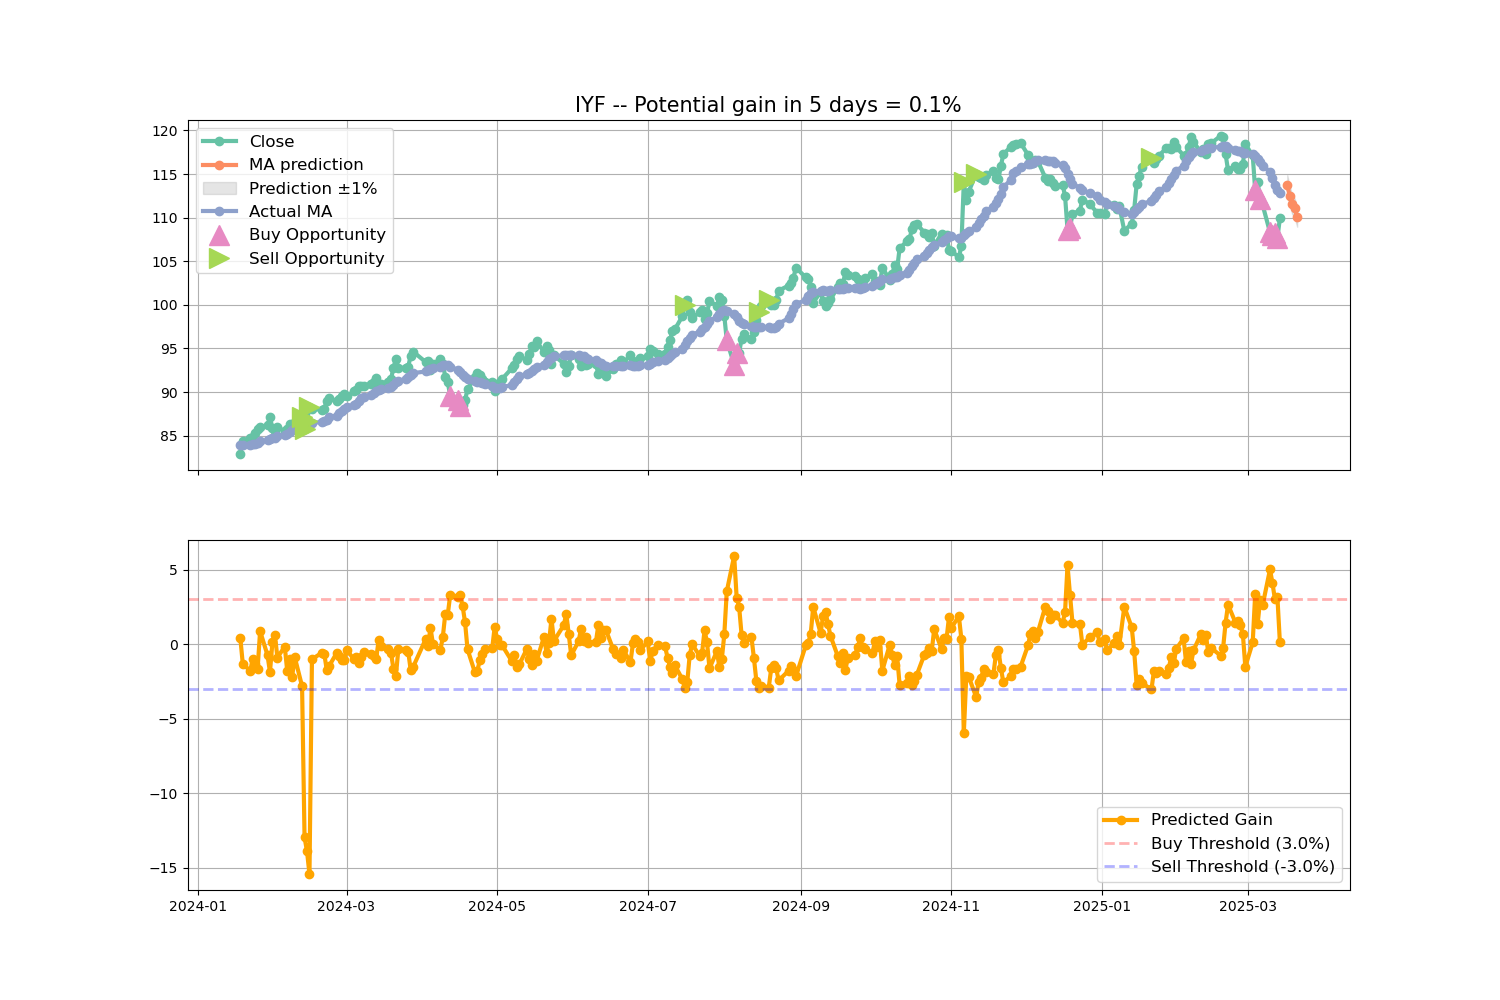 IYF -- Potential gain in 5 days = 0.1%
120
115
110
105
100
95
90
85
Close
MA prediction
Prediction ±1%
Actual MA
Buy Opportunity
Sell Opportunity
5
0
−5
−10
−15
Predicted Gain
Buy Threshold (3.0%)
Sell Threshold (-3.0%)
2024-01 2024-03 2024-05 2024-07 2024-09 2024-11 2025-01 2025-03